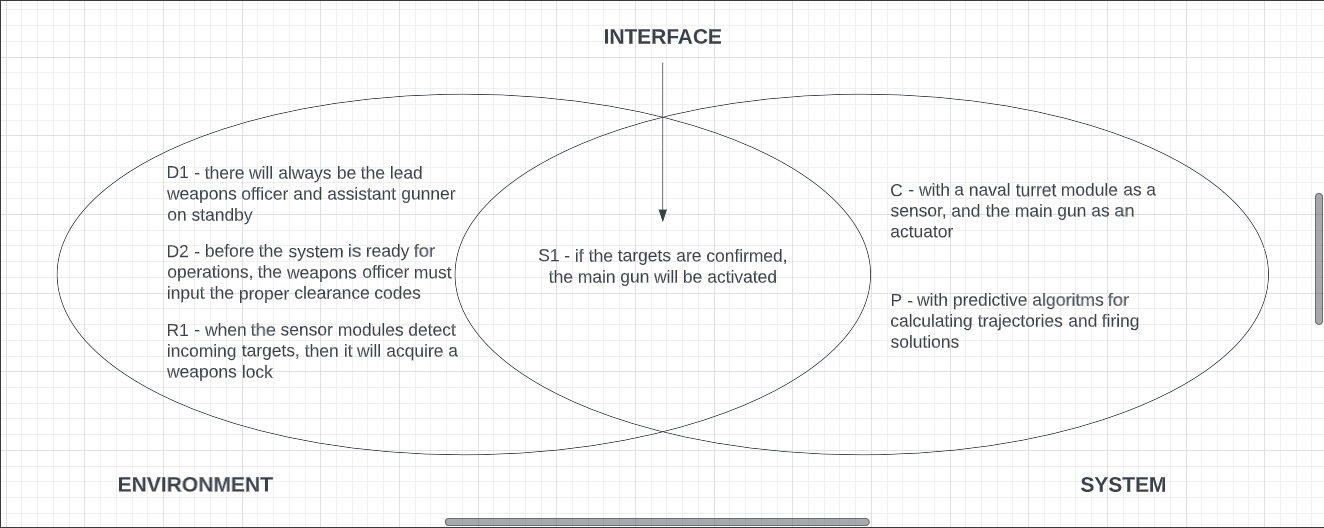 INTERFACE
D1 - there will always be the lead
weapons officer and assistant gunner
on standby
D2 - before the system is ready for
operations, the weapons officer must
input the proper clearance codes
R1 - when the sensor modules detect
incoming targets, then it will acquire a
weapons lock
S1 - if the targets are confirmed,
the main gun will be activated
C - with a naval turret module as a
sensor, and the main gun as an
actuator
P - with predictive algoritms for
calculating trajectories and firing
solutions
ENVIRONMENT
SYSTEM